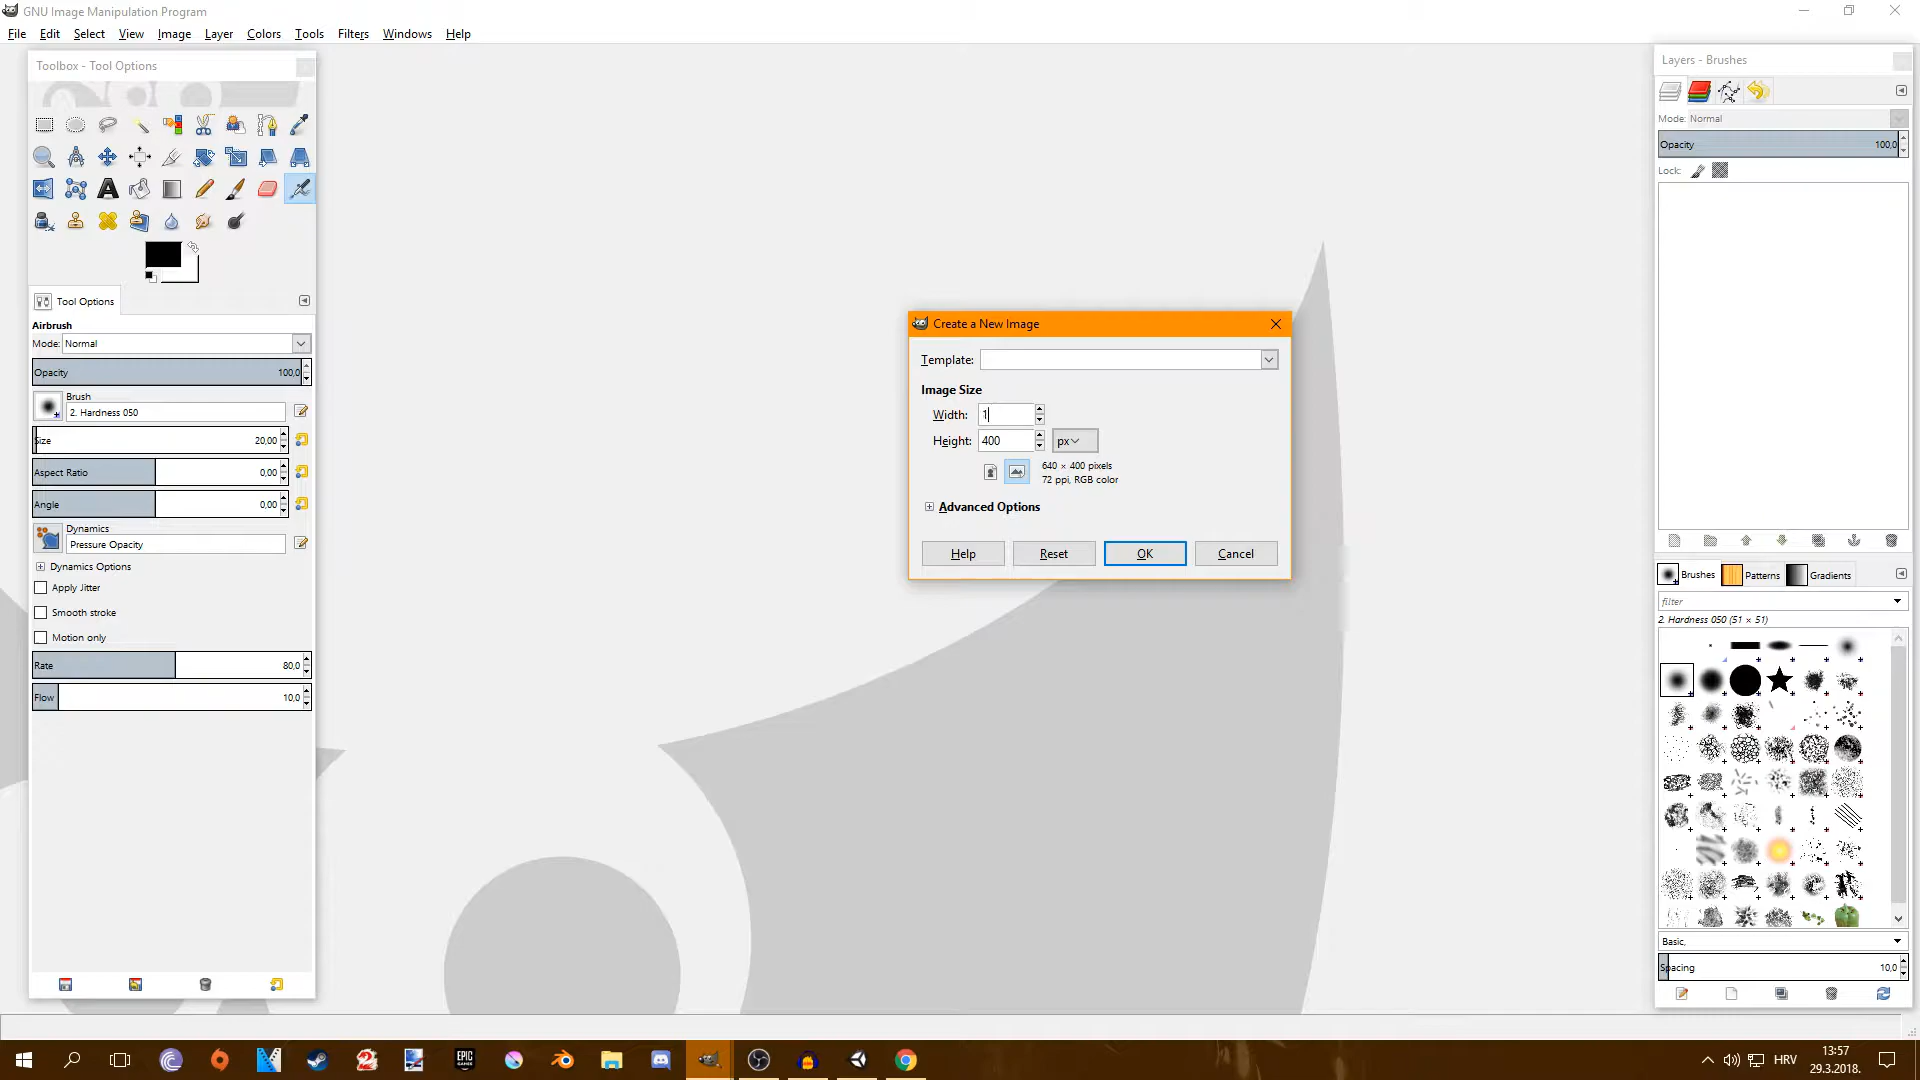 GNU Image Manipulation Program
File Edit Select View Image Layer Colors Tools Filters Windows Help
Toolbox - Tool Options
Tool Options
Airbrush
Mode: Normal
Opacity 100,0
Brush
2. Hardness 050
Size 20,00
Aspect Ratio 0,00
Angle 0,00
Dynamics
Pressure Opacity
Dynamics Options
Apply Jitter
Smooth stroke
Motion only
Rate 80,0
Flow 10,0
Create a New Image
Template:
Image Size
Width: 1
Height: 400 px
640 × 400 pixels
72 ppi, RGB color
Advanced Options
Help Reset OK Cancel
Layers - Brushes
Mode: Normal
Opacity 100,0
Lock:
Brushes Patterns Gradients
filter
2. Hardness 050 (51 × 51)
Basic,
Spacing 10,0
EPIC
GAMES
HRV
13:57
29.3.2018.